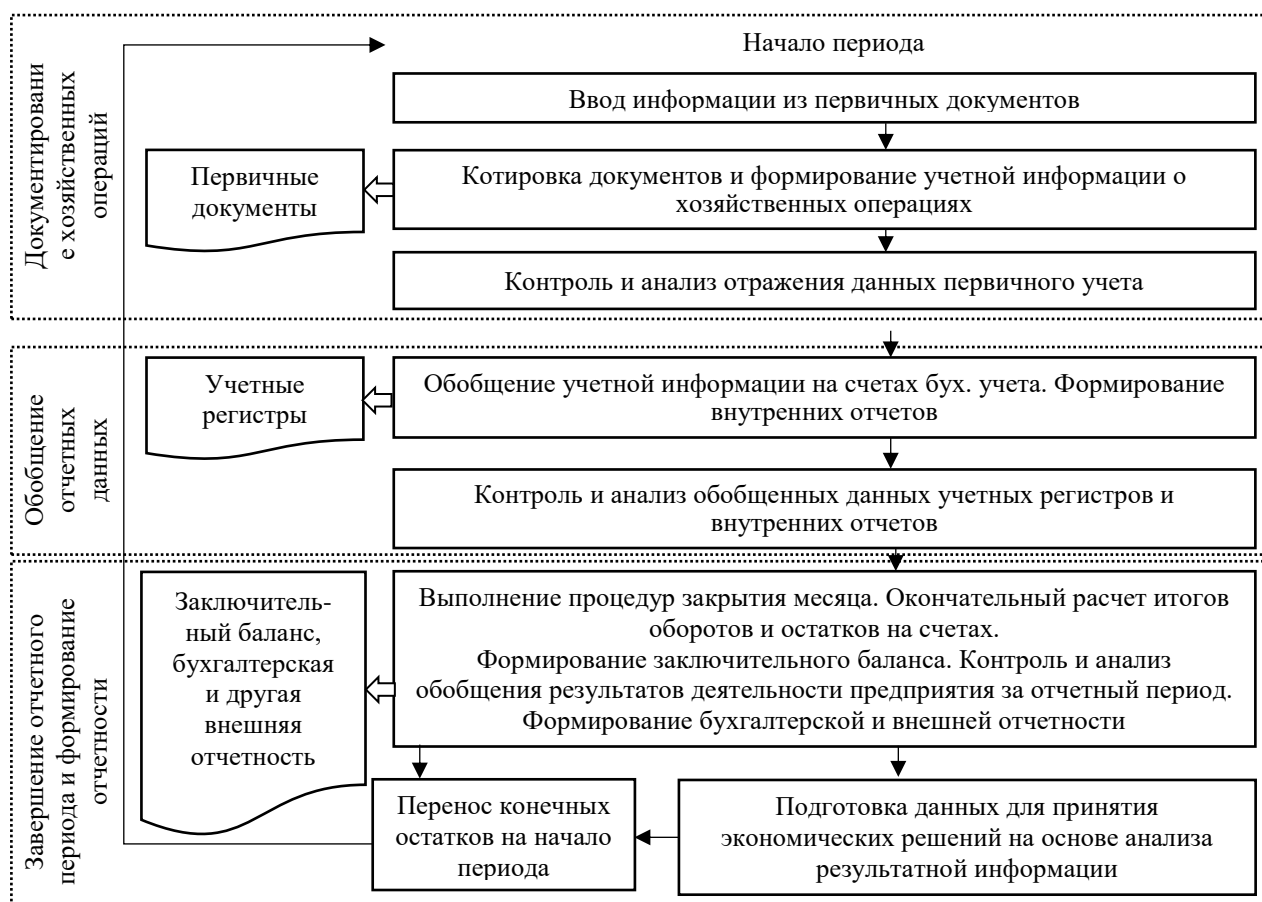 Документировани
е хозяйственных
операций
Начало периода
Ввод информации из первичных документов
Первичные
документы
Котировка документов и формирование учетной информации о
хозяйственных операциях
Контроль и анализ отражения данных первичного учета
Обобщение
отчетных
данных
Учетные
регистры
Обобщение учетной информации на счетах бух. учета. Формирование
внутренних отчетов
Контроль и анализ обобщенных данных учетных регистров и
внутренних отчетов
Завершение отчетного
периода и формирование
отчетности
Заключитель-
ный баланс,
бухгалтерская
и другая
внешняя
отчетность
Выполнение процедур закрытия месяца. Окончательный расчет итогов
оборотов и остатков на счетах.
Формирование заключительного баланса. Контроль и анализ
обобщения результатов деятельности предприятия за отчетный период.
Формирование бухгалтерской и внешней отчетности
Перенос конечных
остатков на начало
периода
Подготовка данных для принятия
экономических решений на основе анализа
результатной информации